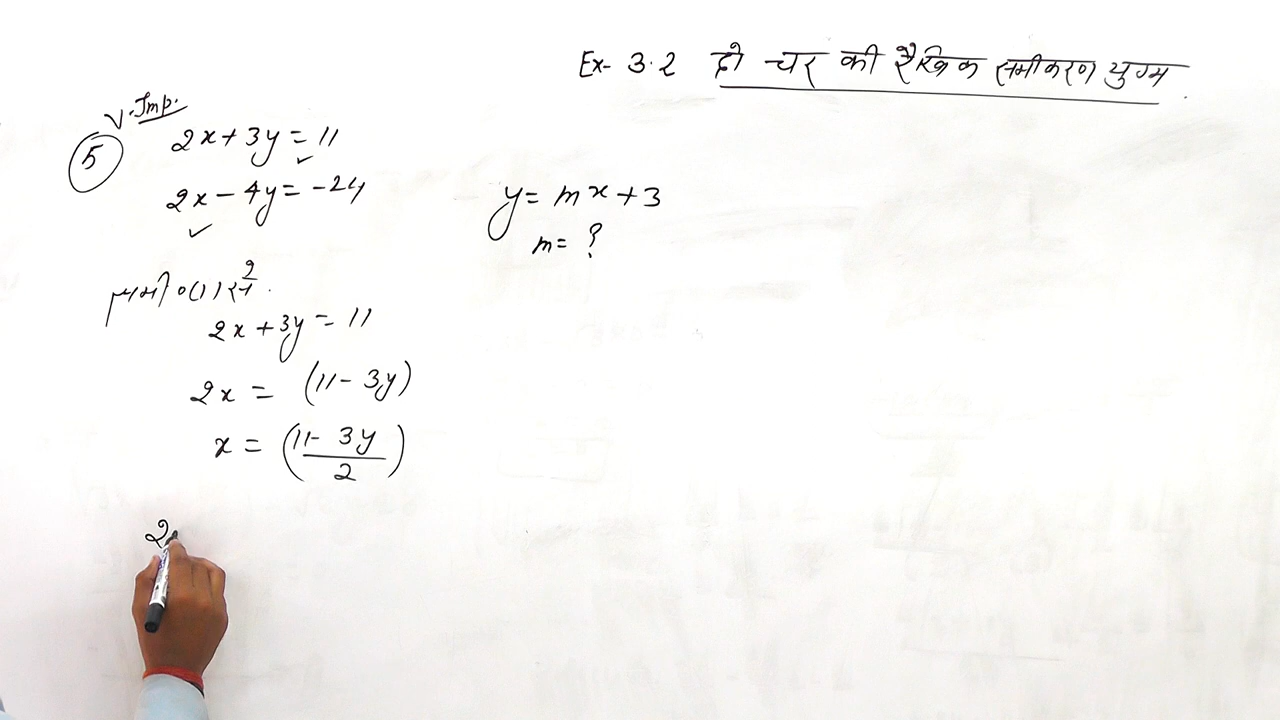 Ex- 3.2 दो चर की रैखिक समीकरण युग्म
V. Imp.
5
2x + 3y = 11
2x - 4y = -24
y = mx + 3
m = ?
समी० (1) से
2x + 3y = 11
2x = (11 - 3y)
x = (11 - 3y / 2)
2